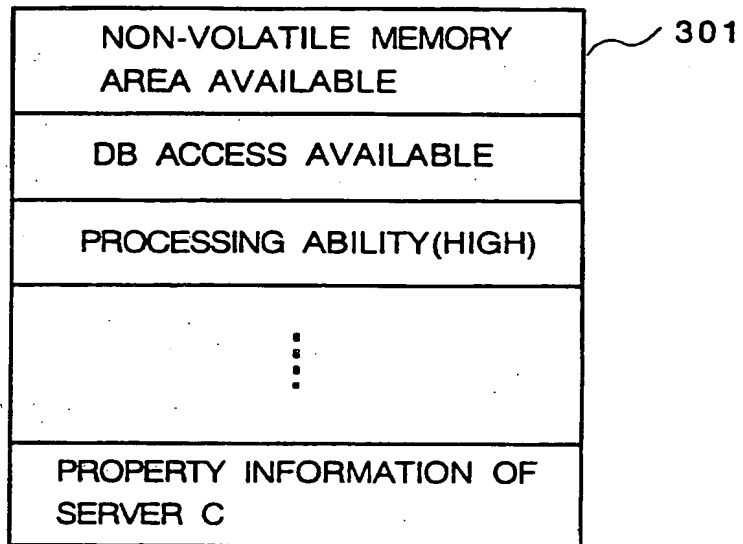 NON-VOLATILE MEMORY
AREA AVAILABLE
301
DB ACCESS AVAILABLE
PROCESSING ABILITY(HIGH)
PROPERTY INFORMATION OF
SERVER C